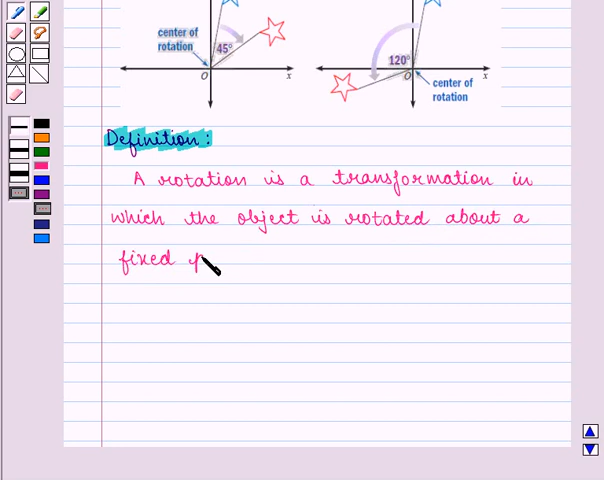 center of
rotation
45°
O
x
120°
O
x
center of
rotation
Definition :
A rotation is a transformation in
which the object is rotated about a
fixed p